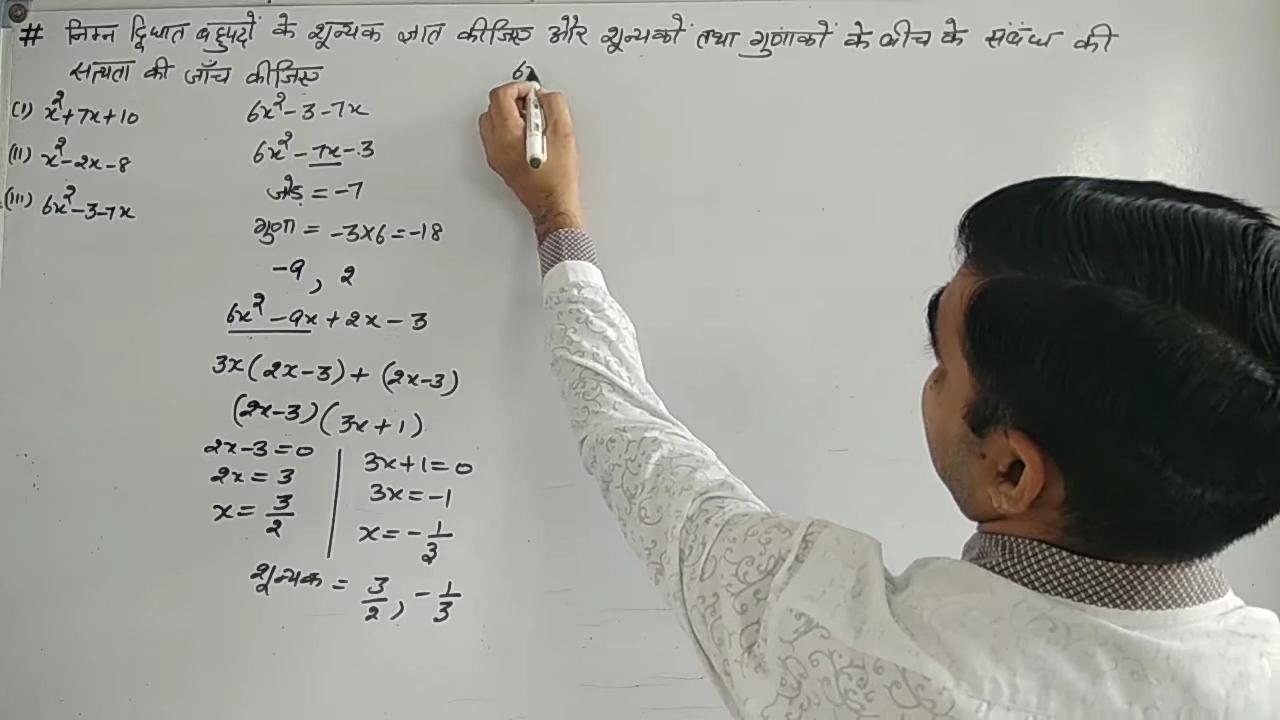 # निम्न द्विघात बहुपदों के शून्यक ज्ञात कीजिए और शून्यकों तथा गुणांकों के बीच के संबंध की
सत्यता की जाँच कीजिए
(i) x²+7x+10
(ii) x²-2x-8
(iii) 6x²-3-7x
6x²-3-7x
6x²-7x-3
जोड़ = -7
गुणा = -3×6=-18
-9, 2
6x²-9x+2x-3
3x(2x-3)+(2x-3)
(2x-3)(3x+1)
2x-3=0
2x=3
x=3/2
3x+1=0
3x=-1
x=-1/3
शून्यक = 3/2, -1/3
6x